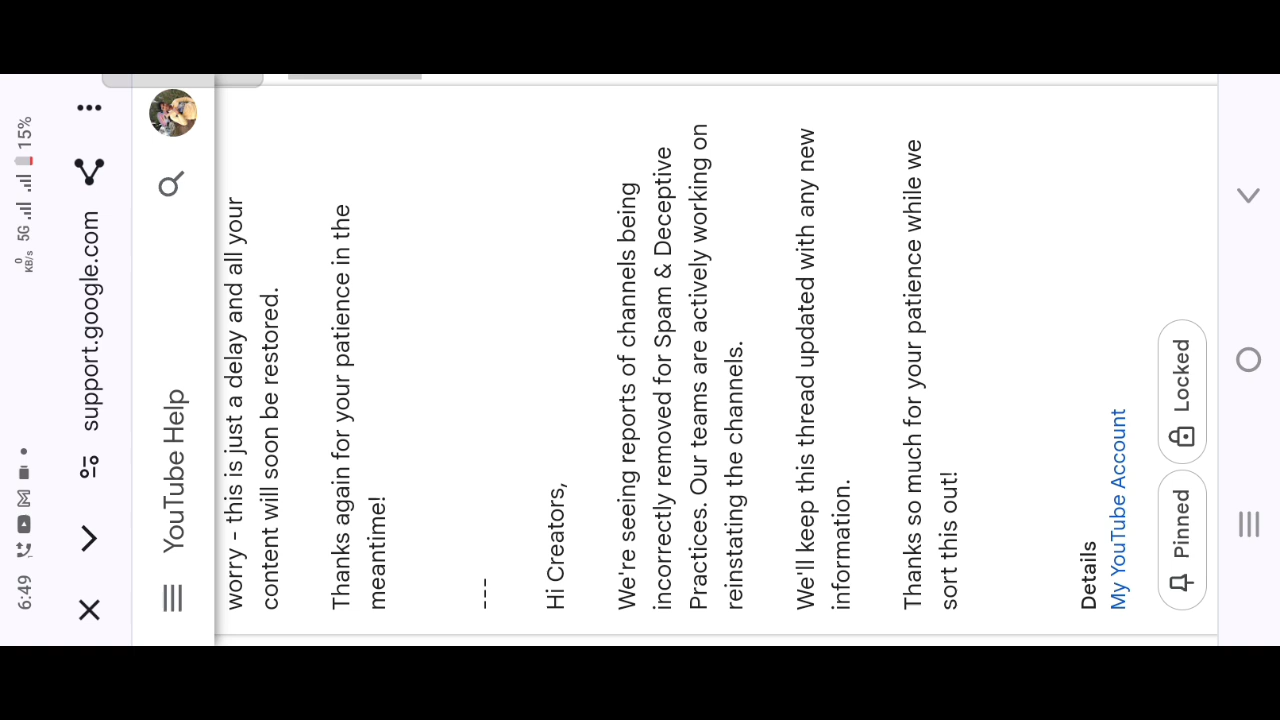 6:49
0 KB/s 5G 15%
support.google.com
YouTube Help
worry - this is just a delay and all your
content will soon be restored.
Thanks again for your patience in the
meantime!
---
Hi Creators,
We're seeing reports of channels being
incorrectly removed for Spam & Deceptive
Practices. Our teams are actively working on
reinstating the channels.
We'll keep this thread updated with any new
information.
Thanks so much for your patience while we
sort this out!
Details
My YouTube Account
Pinned Locked